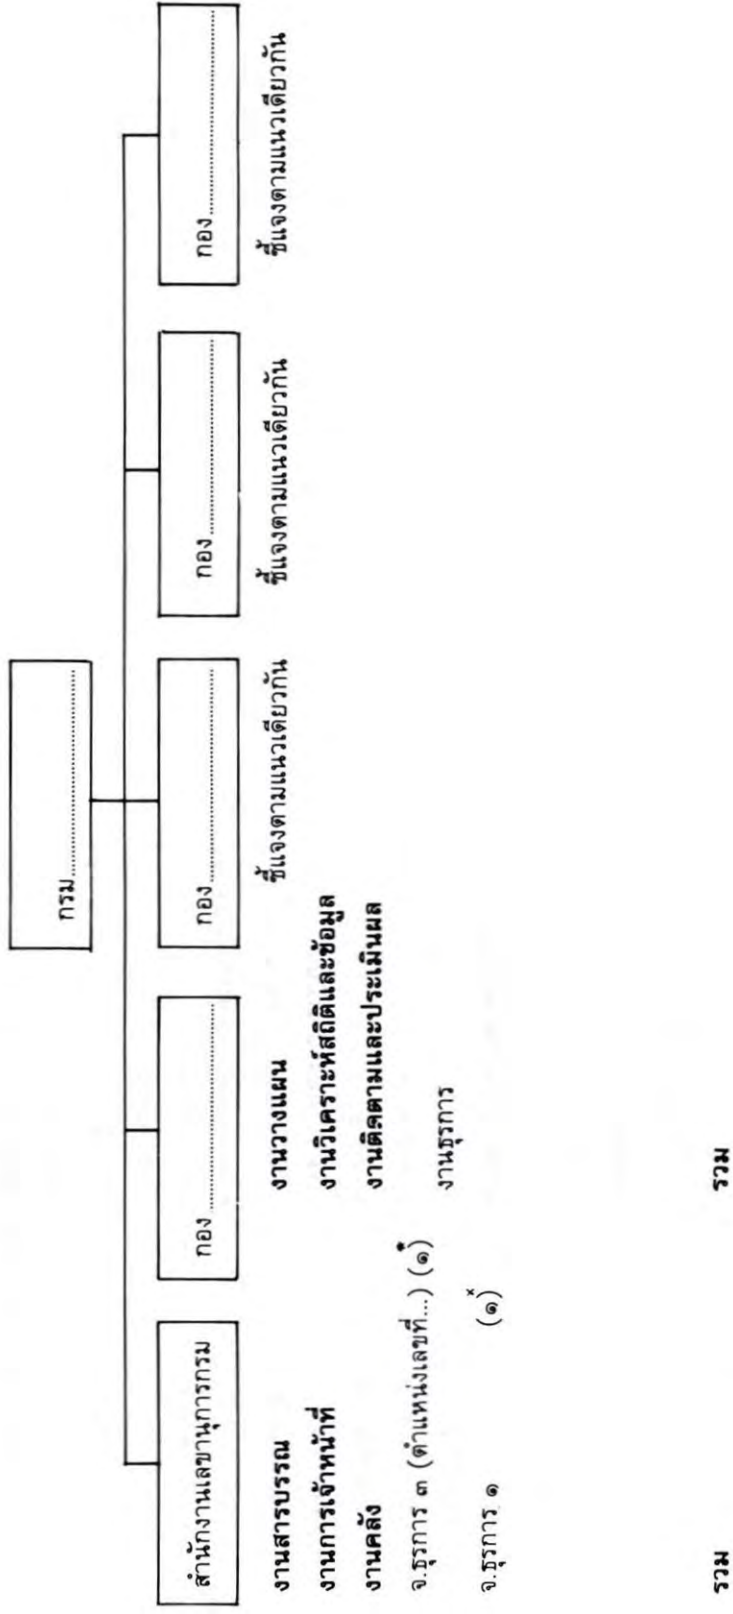 กรม........................................
สำนักงานเลขานุการกรม
กอง........................................
กอง........................................
กอง........................................
กอง........................................
งานสารบรรณ
งานการเจ้าหน้าที่
งานคลัง
จ.ธุรการ ๓ (ตำแหน่งเลขที่...) (๑*)
จ.ธุรการ ๑ (๑ˣ)
รวม
งานวางแผน
งานวิเคราะห์สถิติและข้อมูล
งานติดตามและประเมินผล
งานธุรการ
รวม
ชี้แจงตามแนวเดียวกัน
ชี้แจงตามแนวเดียวกัน
ชี้แจงตามแนวเดียวกัน